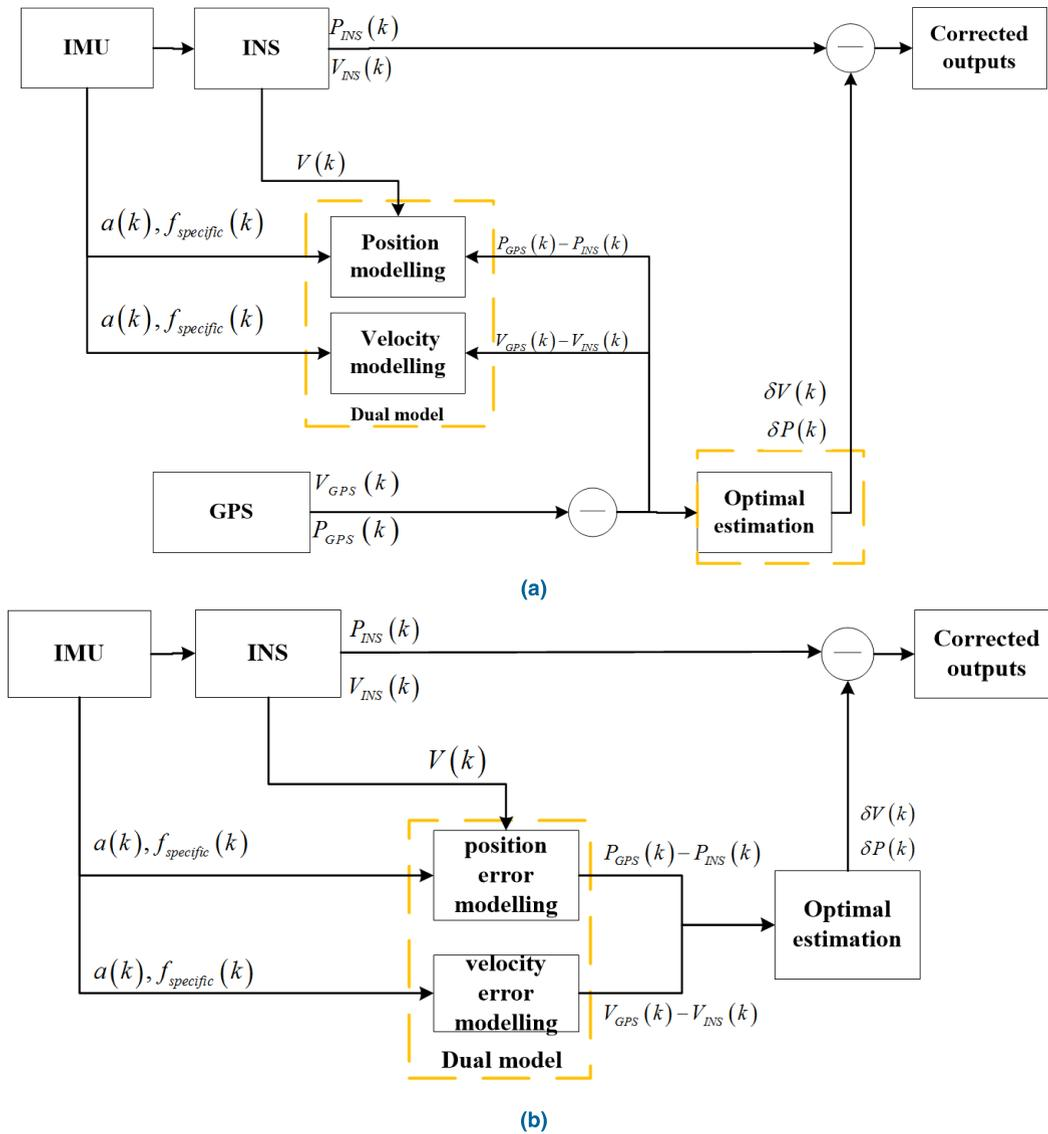 IMU
INS
P_INS(k)
V_INS(k)
Corrected
outputs
V(k)
a(k), f_specific(k)
Position
modelling
P_GPS(k)−P_INS(k)
a(k), f_specific(k)
Velocity
modelling
V_GPS(k)−V_INS(k)
Dual model
δV(k)
δP(k)
GPS
V_GPS(k)
P_GPS(k)
Optimal
estimation
(a)
IMU
INS
P_INS(k)
V_INS(k)
Corrected
outputs
V(k)
a(k), f_specific(k)
position
error
modelling
P_GPS(k)−P_INS(k)
δV(k)
δP(k)
Optimal
estimation
a(k), f_specific(k)
velocity
error
modelling
V_GPS(k)−V_INS(k)
Dual model
(b)